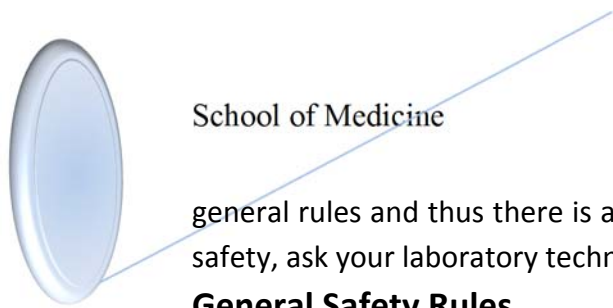 School of Medicine
general rules and thus there is a
safety, ask your laboratory techn
General Safety Rules